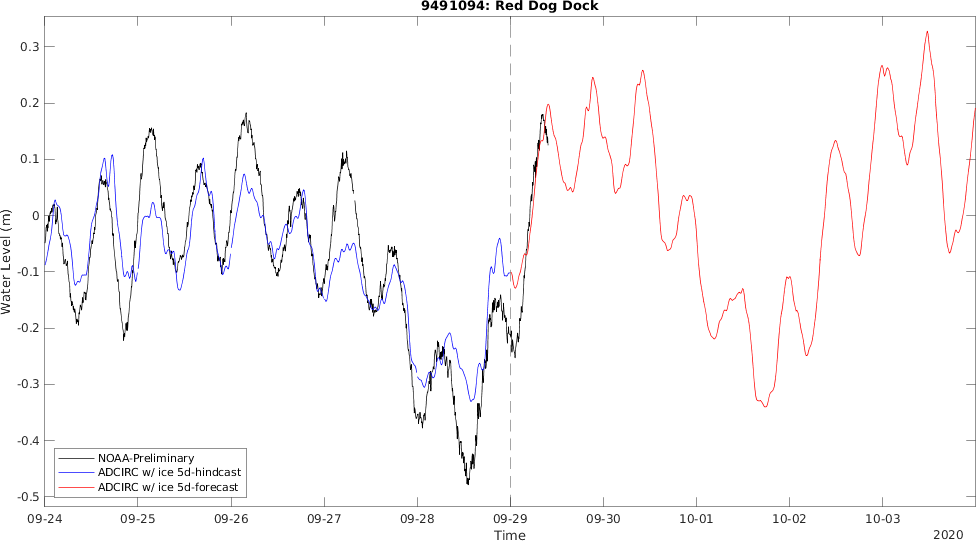 9491094: Red Dog Dock
0.3
0.2
0.1
0
-0.1
-0.2
-0.3
-0.4
-0.5
Water Level (m)
NOAA-Preliminary
ADCIRC w/ ice 5d-hindcast
ADCIRC w/ ice 5d-forecast
09-24 09-25 09-26 09-27 09-28 09-29 09-30 10-01 10-02 10-03
Time
2020